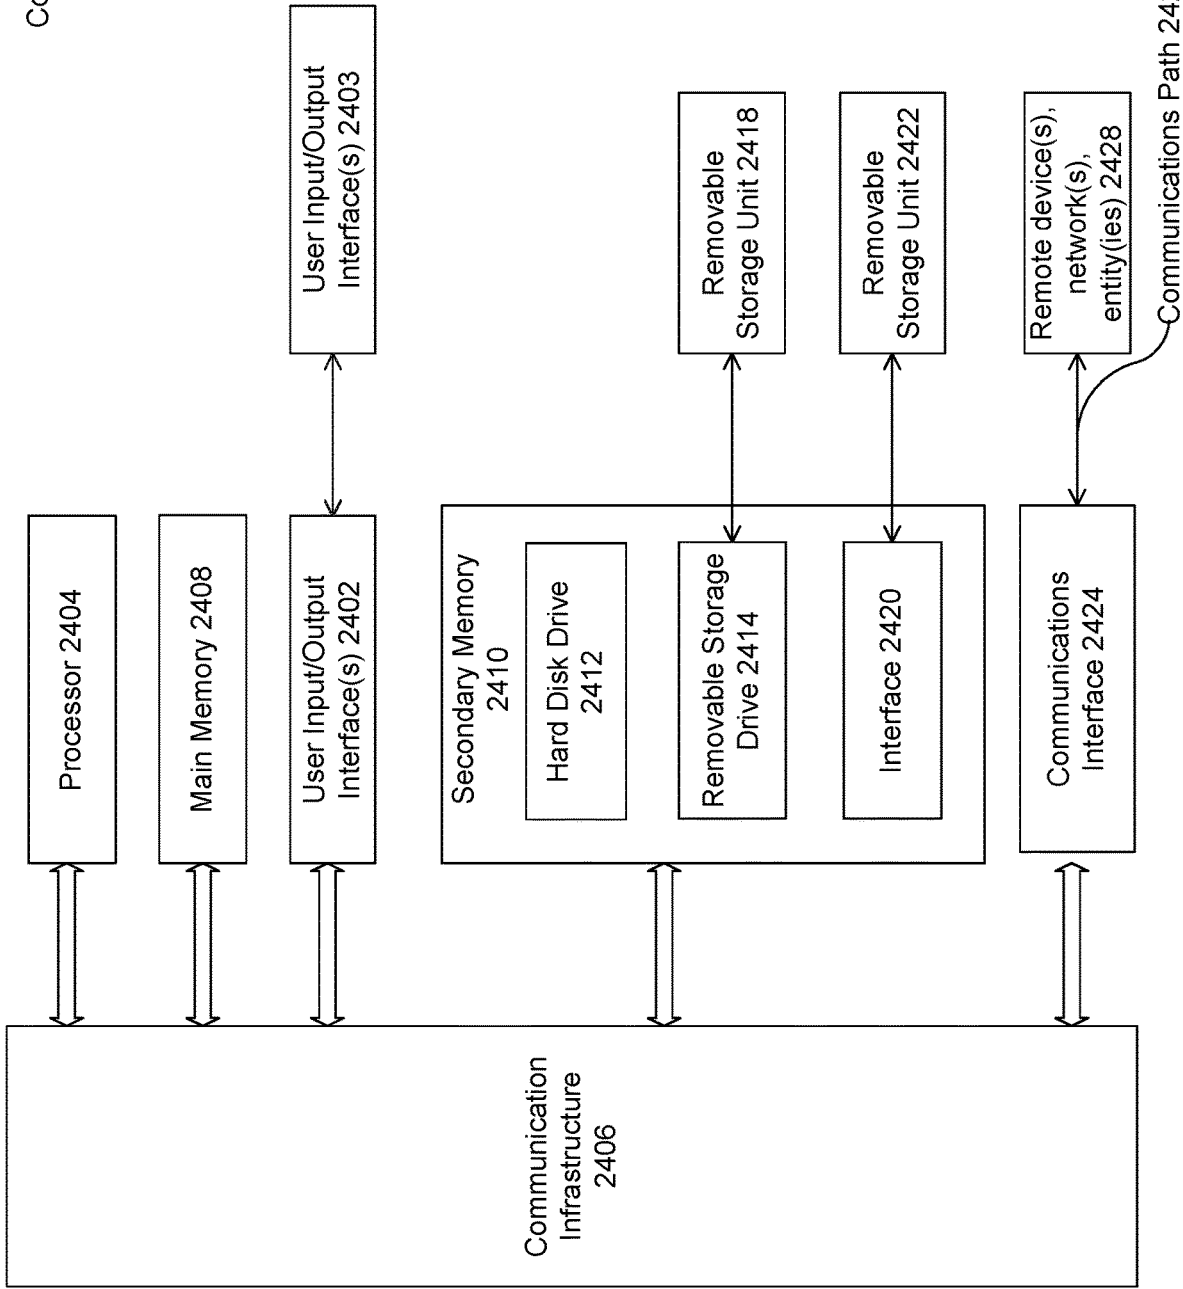 Processor 2404
Main Memory 2408
User Input/Output
Interface(s) 2402
User Input/Output
Interface(s) 2403
Secondary Memory
2410
Hard Disk Drive
2412
Removable Storage
Drive 2414
Removable
Storage Unit 2418
Interface 2420
Removable
Storage Unit 2422
Communications
Interface 2424
Remote device(s),
network(s),
entity(ies) 2428
Communications Path
Communication
Infrastructure
2406